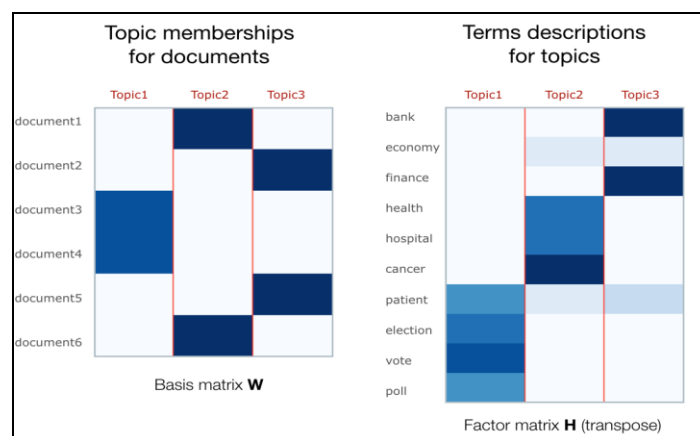 Topic memberships
for documents
Topic1 Topic2 Topic3
document1
document2
document3
document4
document5
document6
Basis matrix W
Terms descriptions
for topics
Topic1 Topic2 Topic3
bank
economy
finance
health
hospital
cancer
patient
election
vote
poll
Factor matrix H (transpose)